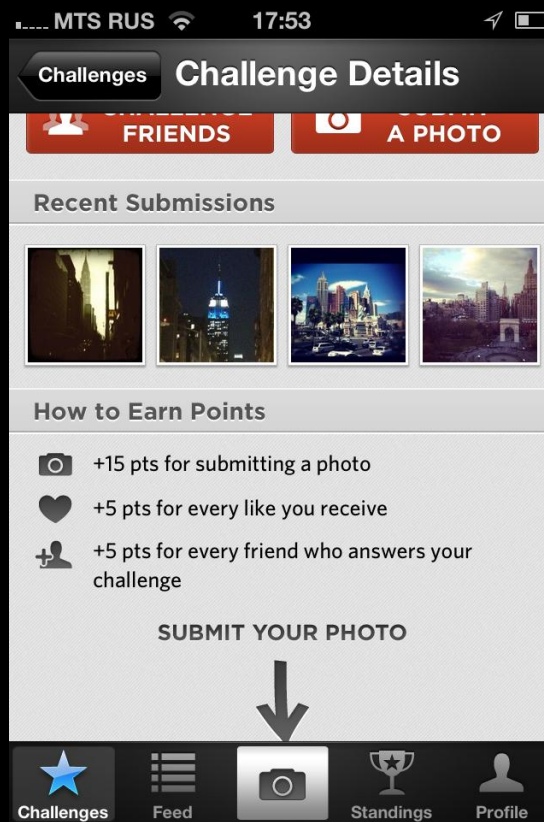 MTS RUS 17:53
Challenges Challenge Details
CHALLENGE SUBMIT
FRIENDS A PHOTO
Recent Submissions
How to Earn Points
+15 pts for submitting a photo
+5 pts for every like you receive
+5 pts for every friend who answers your
challenge
SUBMIT YOUR PHOTO
Challenges Feed Standings Profile